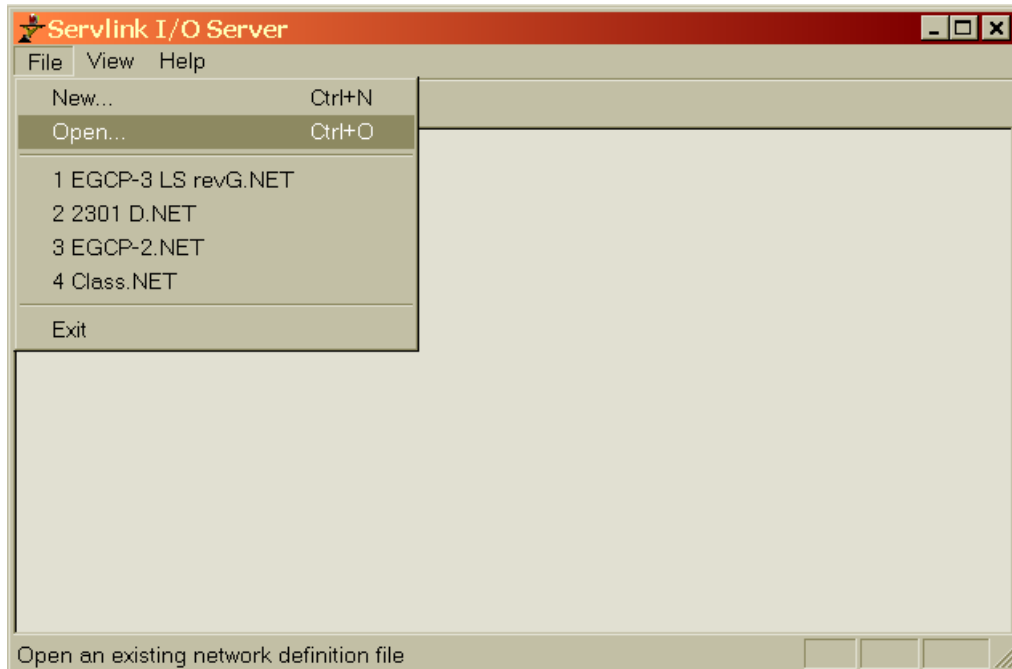 Servlink I/O Server
File View Help
New... Ctrl+N
Open... Ctrl+O
1 EGCP-3 LS revG.NET
2 2301 D.NET
3 EGCP-2.NET
4 Class.NET
Exit
Open an existing network definition file